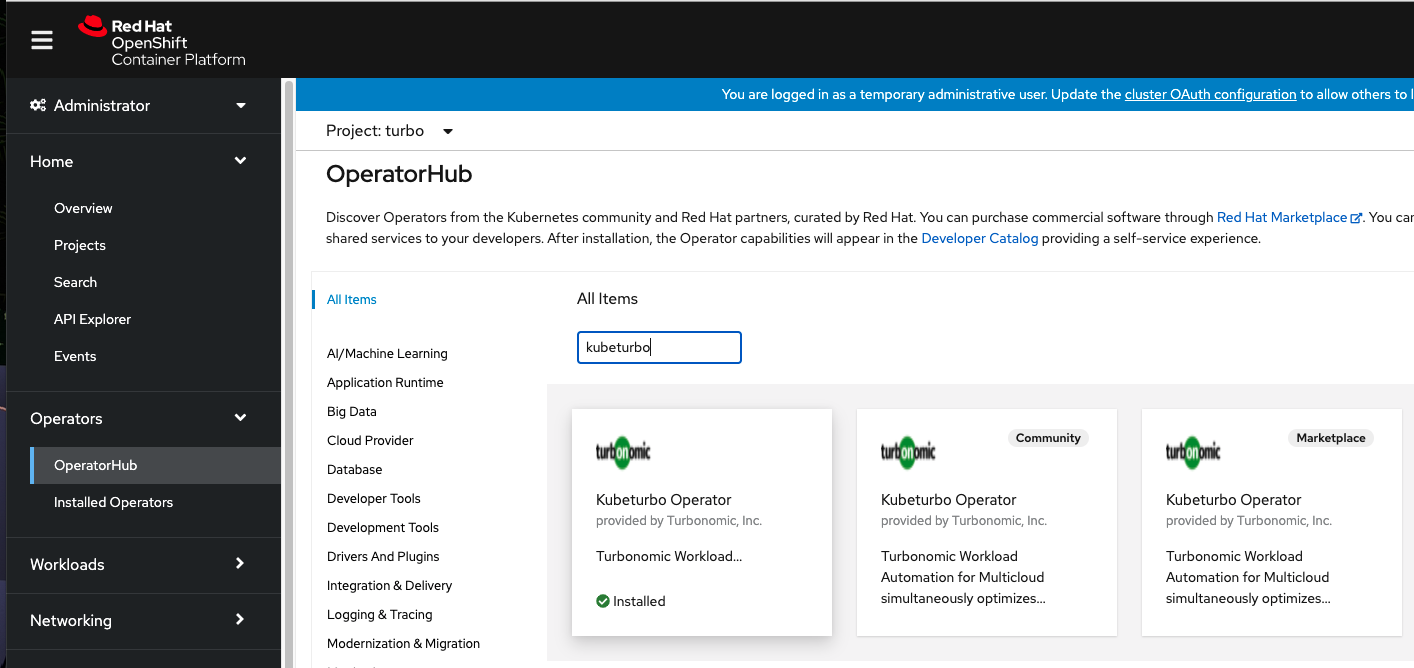 Red Hat
OpenShift
Container Platform
Administrator
Home
Overview
Projects
Search
API Explorer
Events
Operators
OperatorHub
Installed Operators
Workloads
Networking
You are logged in as a temporary administrative user. Update the cluster OAuth configuration to allow others to
Project: turbo
OperatorHub
Discover Operators from the Kubernetes community and Red Hat partners, curated by Red Hat. You can purchase commercial software through Red Hat Marketplace. You can
shared services to your developers. After installation, the Operator capabilities will appear in the Developer Catalog providing a self-service experience.
All Items
AI/Machine Learning
Application Runtime
Big Data
Cloud Provider
Database
Developer Tools
Development Tools
Drivers And Plugins
Integration & Delivery
Logging & Tracing
Modernization & Migration
All Items
kubeturbo
turbonomic
Kubeturbo Operator
provided by Turbonomic, Inc.
Turbonomic Workload...
Installed
turbonomic
Community
Kubeturbo Operator
provided by Turbonomic, Inc.
Turbonomic Workload
Automation for Multicloud
simultaneously optimizes...
turbonomic
Marketplace
Kubeturbo Operator
provided by Turbonomic, Inc.
Turbonomic Workload
Automation for Multicloud
simultaneously optimizes...